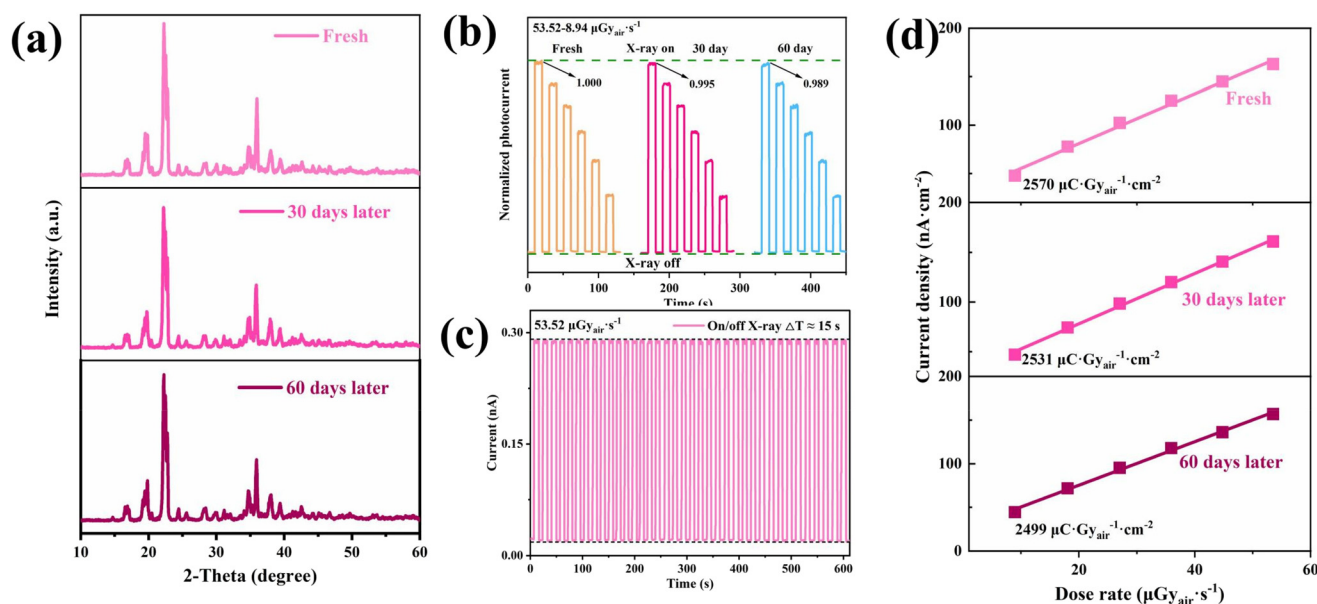 (a)
Fresh
30 days later
60 days later
Intensity (a.u.)
10 20 30 40 50 60
2-Theta (degree)
(b)
53.52-8.94 μGyair·s-1
Fresh X-ray on 30 day 60 day
1.000 0.995 0.989
X-ray off
Normalized photocurrent
0 100 200 300 400
Time (s)
(c)
53.52 μGyair·s-1 On/off X-ray △T ≈ 15 s
0.30
0.15
0.00
Current (nA)
0 100 200 300 400 500 600
Time (s)
(d)
200
Fresh
100
2570 μC·Gyair-1·cm-2
200
30 days later
100
2531 μC·Gyair-1·cm-2
200
60 days later
100
2499 μC·Gyair-1·cm-2
0
Current density (nA·cm-2)
20 40 60
Dose rate (μGyair·s-1)